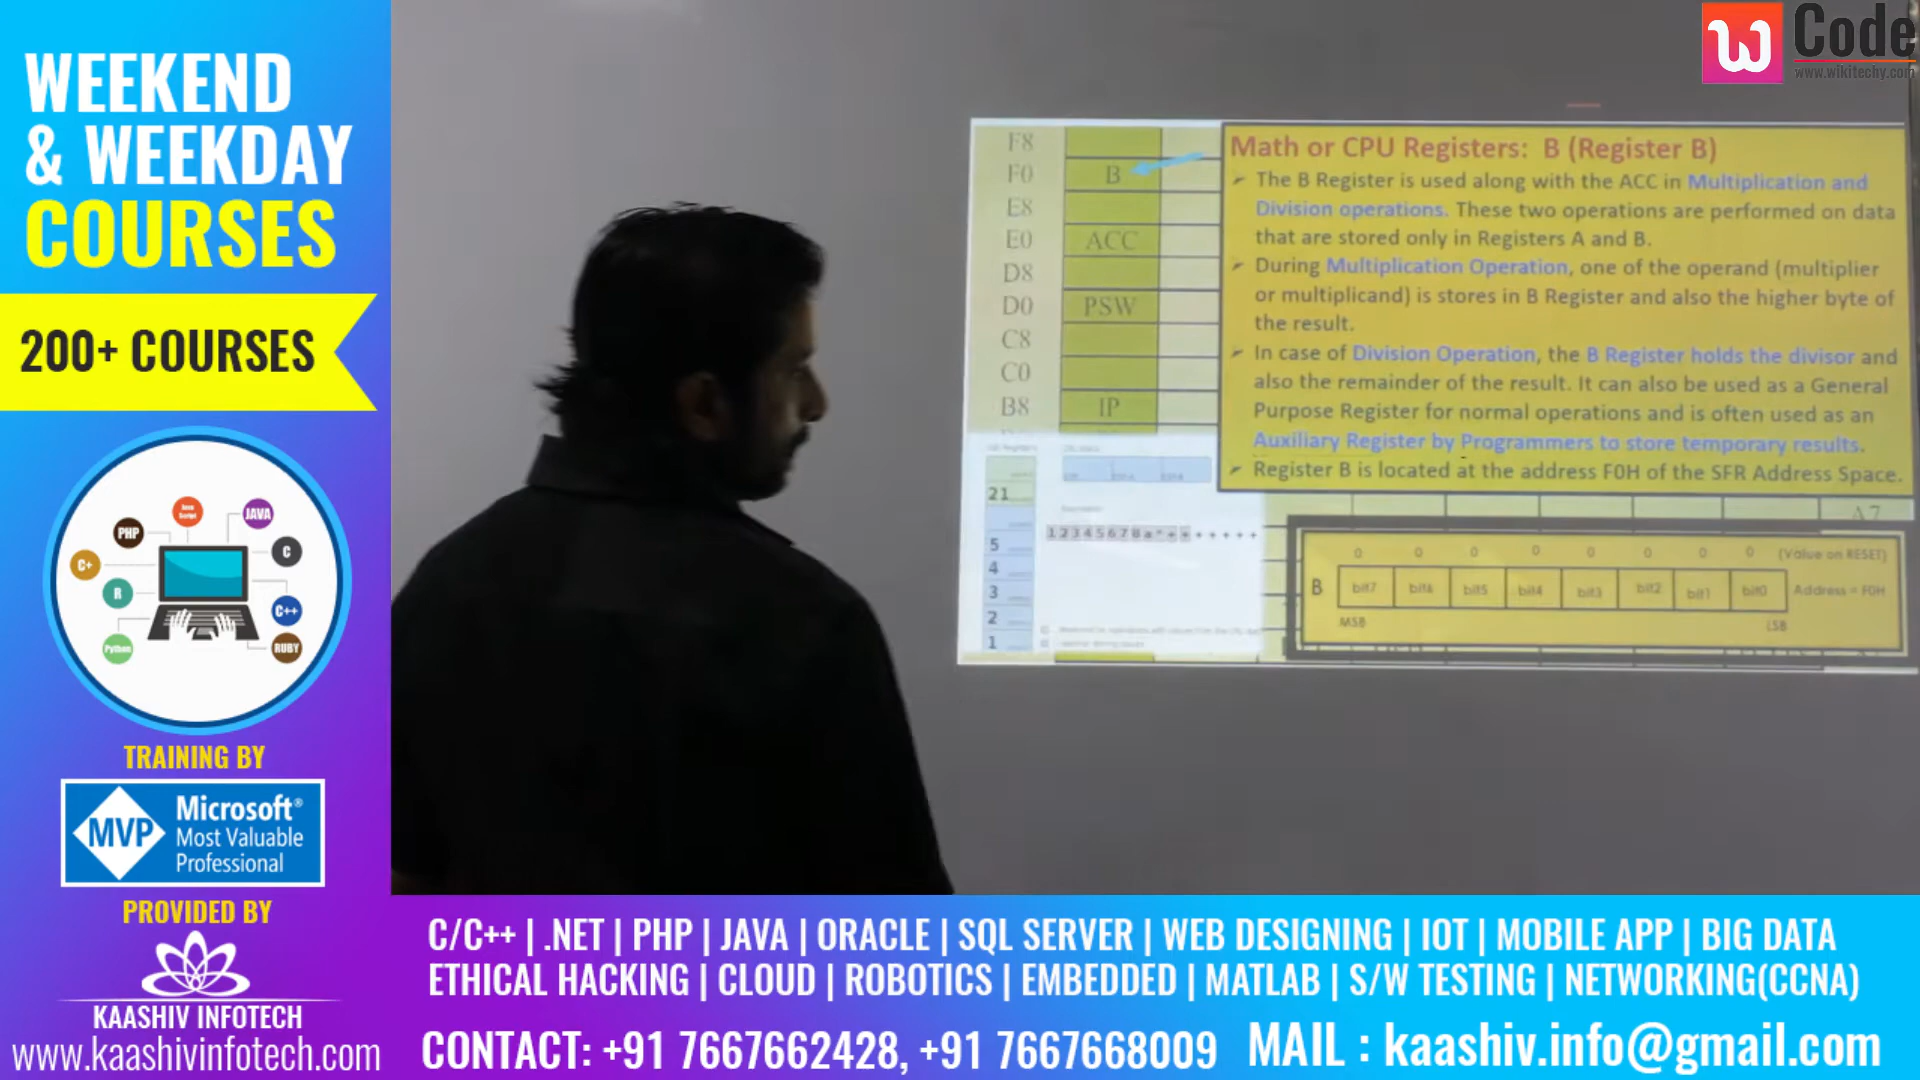 WEEKEND
& WEEKDAY
COURSES
200+ COURSES
PHP
Java
Script
JAVA
C+
C
R
C++
Python
RUBY
TRAINING BY
MVP
Microsoft®
Most Valuable
Professional
PROVIDED BY
KAASHIV INFOTECH
www.kaashivinfotech.com
W Code
www.wikitechy.com
F8
F0 B
E8
E0 ACC
D8
D0 PSW
C8
C0
B8 IP
Math or CPU Registers: B (Register B)
The B Register is used along with the ACC in Multiplication and
Division operations. These two operations are performed on data
that are stored only in Registers A and B.
During Multiplication Operation, one of the operand (multiplier
or multiplicand) is stores in B Register and also the higher byte of
the result.
In case of Division Operation, the B Register holds the divisor and
also the remainder of the result. It can also be used as a General
Purpose Register for normal operations and is often used as an
Auxiliary Register by Programmers to store temporary results.
Register B is located at the address F0H of the SFR Address Space.
A7
21
5
4
3
2
1
0 0 0 0 0 0 0 0 (Value on RESET)
B bit7 bit6 bit5 bit4 bit3 bit2 bit1 bit0 Address = F0H
MSB LSB
C/C++ | .NET | PHP | JAVA | ORACLE | SQL SERVER | WEB DESIGNING | IOT | MOBILE APP | BIG DATA
ETHICAL HACKING | CLOUD | ROBOTICS | EMBEDDED | MATLAB | S/W TESTING | NETWORKING(CCNA)
CONTACT: +91 7667662428, +91 7667668009 MAIL : kaashiv.info@gmail.com